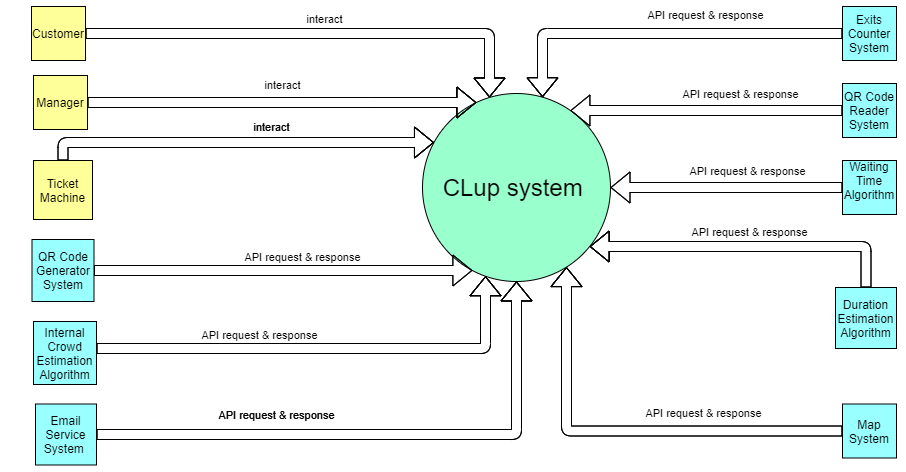 interact
API request & response
Customer
Exits
Counter
System
interact
API request & response
Manager
QR Code
Reader
System
interact
API request & response
Waiting
Time
Algorithm
Ticket
Machine
CLup system
API request & response
QR Code
Generator
System
API request & response
Duration
Estimation
Algorithm
Internal
Crowd
Estimation
Algorithm
API request & response
Email
Service
System
API request & response
API request & response
Map
System